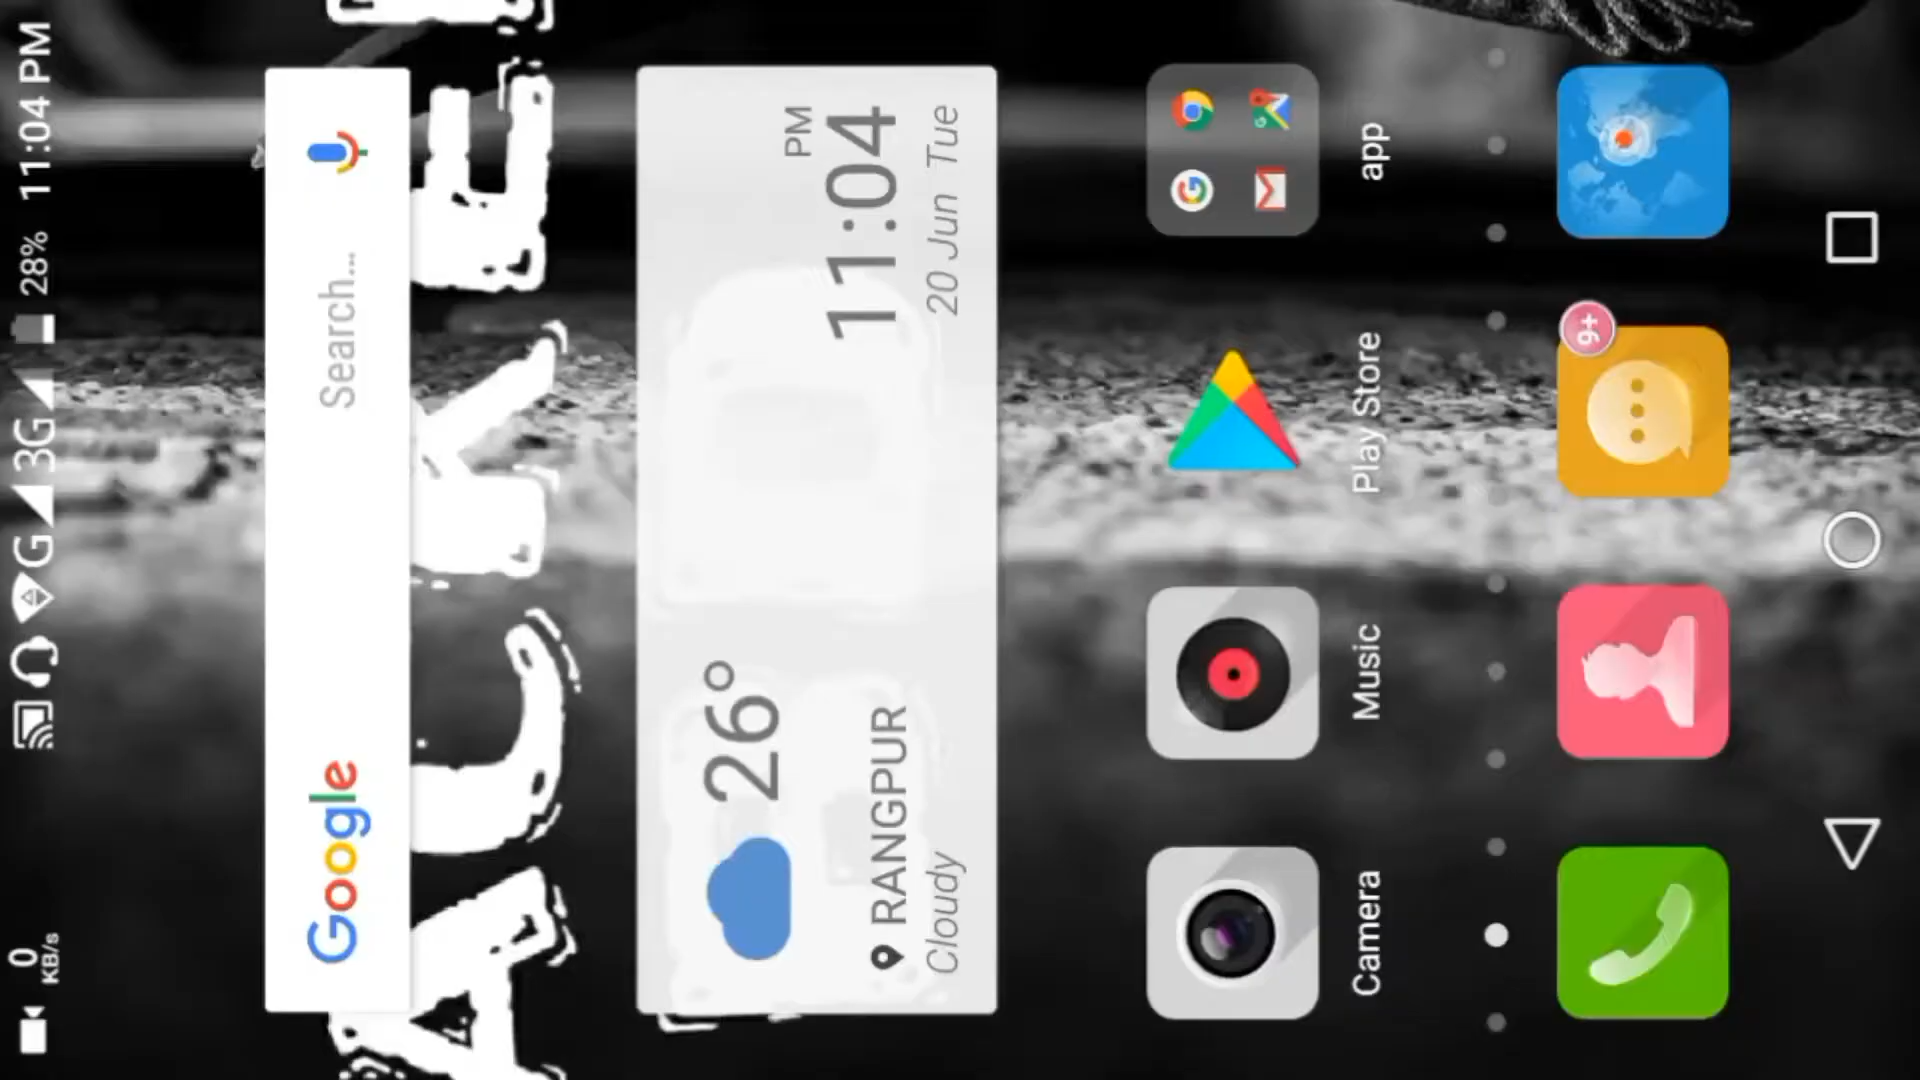 0 KB/s G 3G 28% 11:04 PM
Google Search...
26° PM
11:04
RANGPUR
Cloudy 20 Jun Tue
G
Camera Music Play Store app
9+